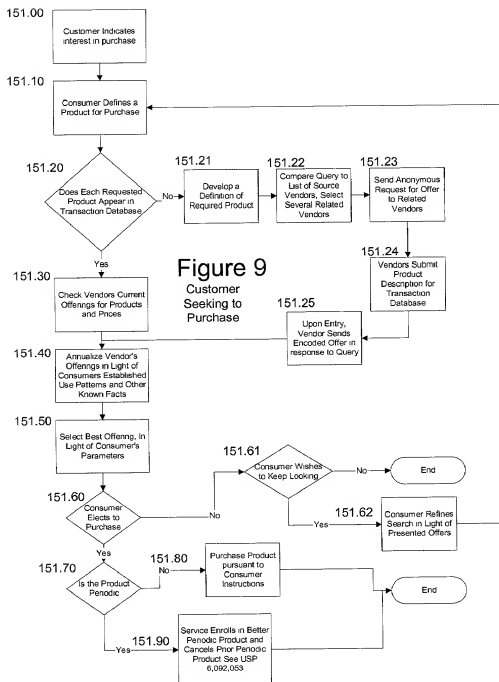 151.00
Customer Indicates
interest in purchase
151.10
Consumer Defines a
Product for Purchase
151.20
Does Each Requested
Product Appear in
Transaction Database
No
151.21
Develop a
Definition of
Required Product
151.22
Compare Query to
List of Source
Vendors, Select
Several Related
Vendors
151.23
Send Anonymous
Request for Offer
to Related
Vendors
151.24
Vendors Submit
Product
Description for
Transaction
Database
Yes
151.30
Check Vendors Current
Offerings for Products
and Prices
Figure 9
Customer
Seeking to
Purchase
151.25
Upon Entry,
Vendor Sends
Encoded Offer in
response to Query
151.40
Annualize Vendor's
Offerings in Light of
Consumers Established
Use Patterns and Other
Known Facts
151.50
Select Best Offering, In
Light of Consumer's
Parameters
151.60
Consumer
Elects to
Purchase
No
151.61
Consumer Wishes
to Keep Looking
No
End
Yes
151.62
Consumer Refines
Search in Light of
Presented Offers
Yes
151.70
Is the Product
Periodic
No
151.80
Purchase Product
pursuant to
Consumer
Instructions
End
Yes
151.90
Service Enrolls in Better
Periodic Product and
Cancels Prior Periodic
Product See USP
6,092,053